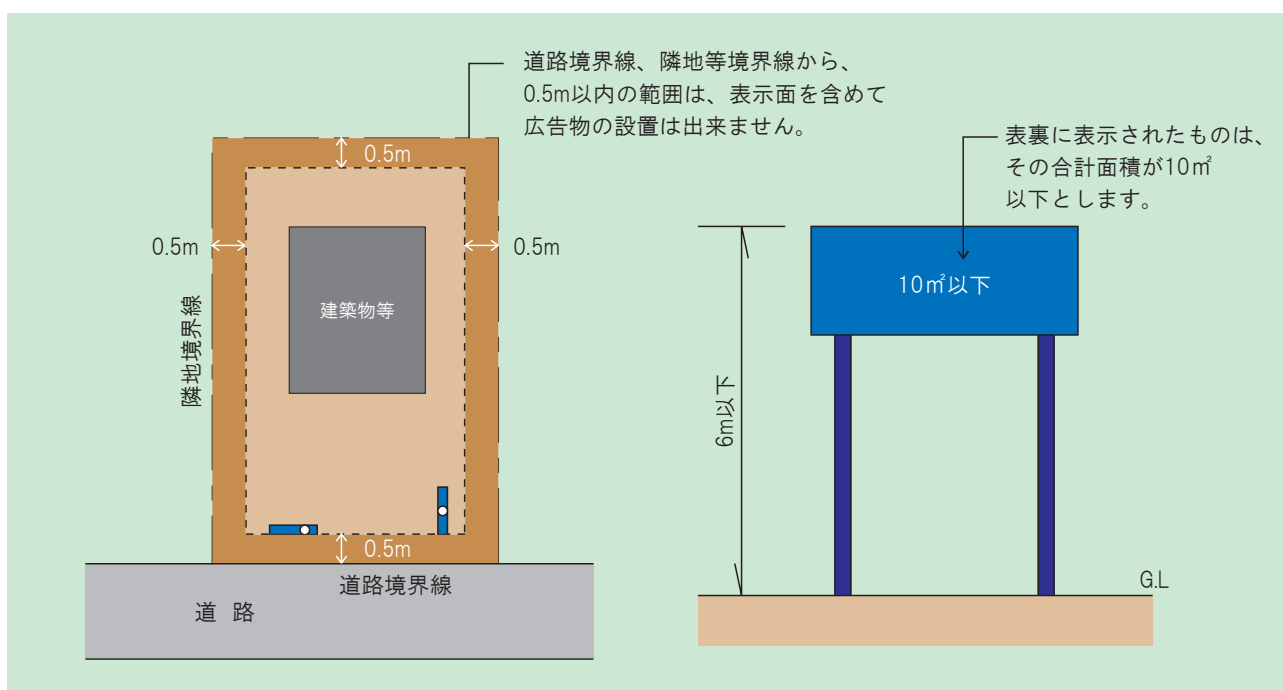 道路境界線、隣地等境界線から、
0.5m以内の範囲は、表示面を含めて
広告物の設置は出来ません。
0.5m
0.5m
0.5m
隣地境界線
建築物等
0.5m
道路境界線
道 路
表裏に表示されたものは、
その合計面積が10㎡
以下とします。
10㎡以下
6m以下
G.L